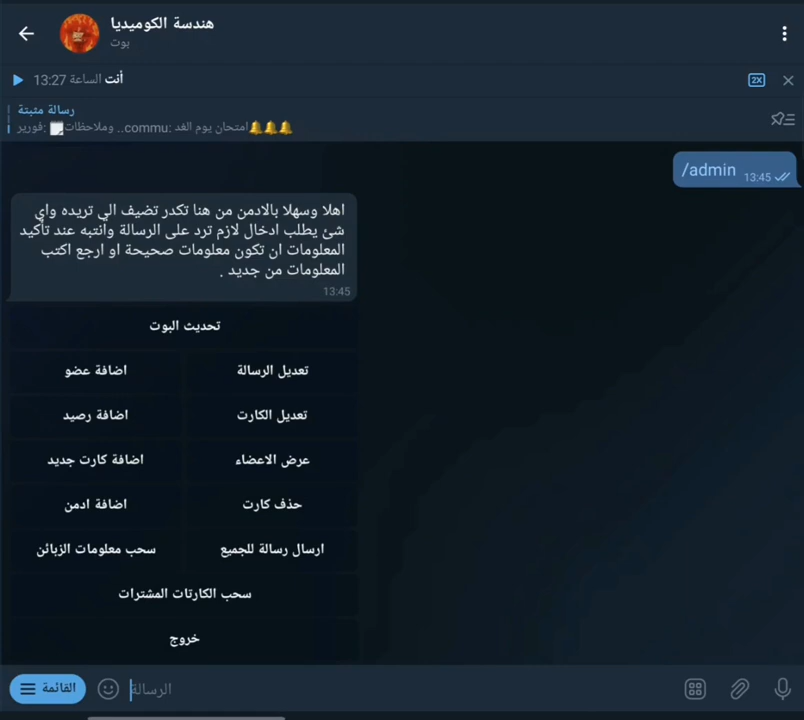 هندسة الكوميديا
بوت
أنت الساعة 13:27
2X
رسالة مثبتة
🔔🔔🔔امتحان يوم الغد :commu.. وملاحظات🗒️ :فورير
/admin
13:45
اهلا وسهلا بالادمن من هنا تكدر تضيف الي تريده واي
شئ يطلب ادخال لازم ترد على الرسالة وأنتبه عند تأكيد
المعلومات ان تكون معلومات صحيحة او ارجع اكتب
المعلومات من جديد .
13:45
تحديث البوت
تعديل الرسالة
اضافة عضو
تعديل الكارت
اضافة رصيد
عرض الاعضاء
اضافة كارت جديد
حذف كارت
اضافة ادمن
ارسال رسالة للجميع
سحب معلومات الزبائن
سحب الكارتات المشترات
خروج
القائمة
الرسالة